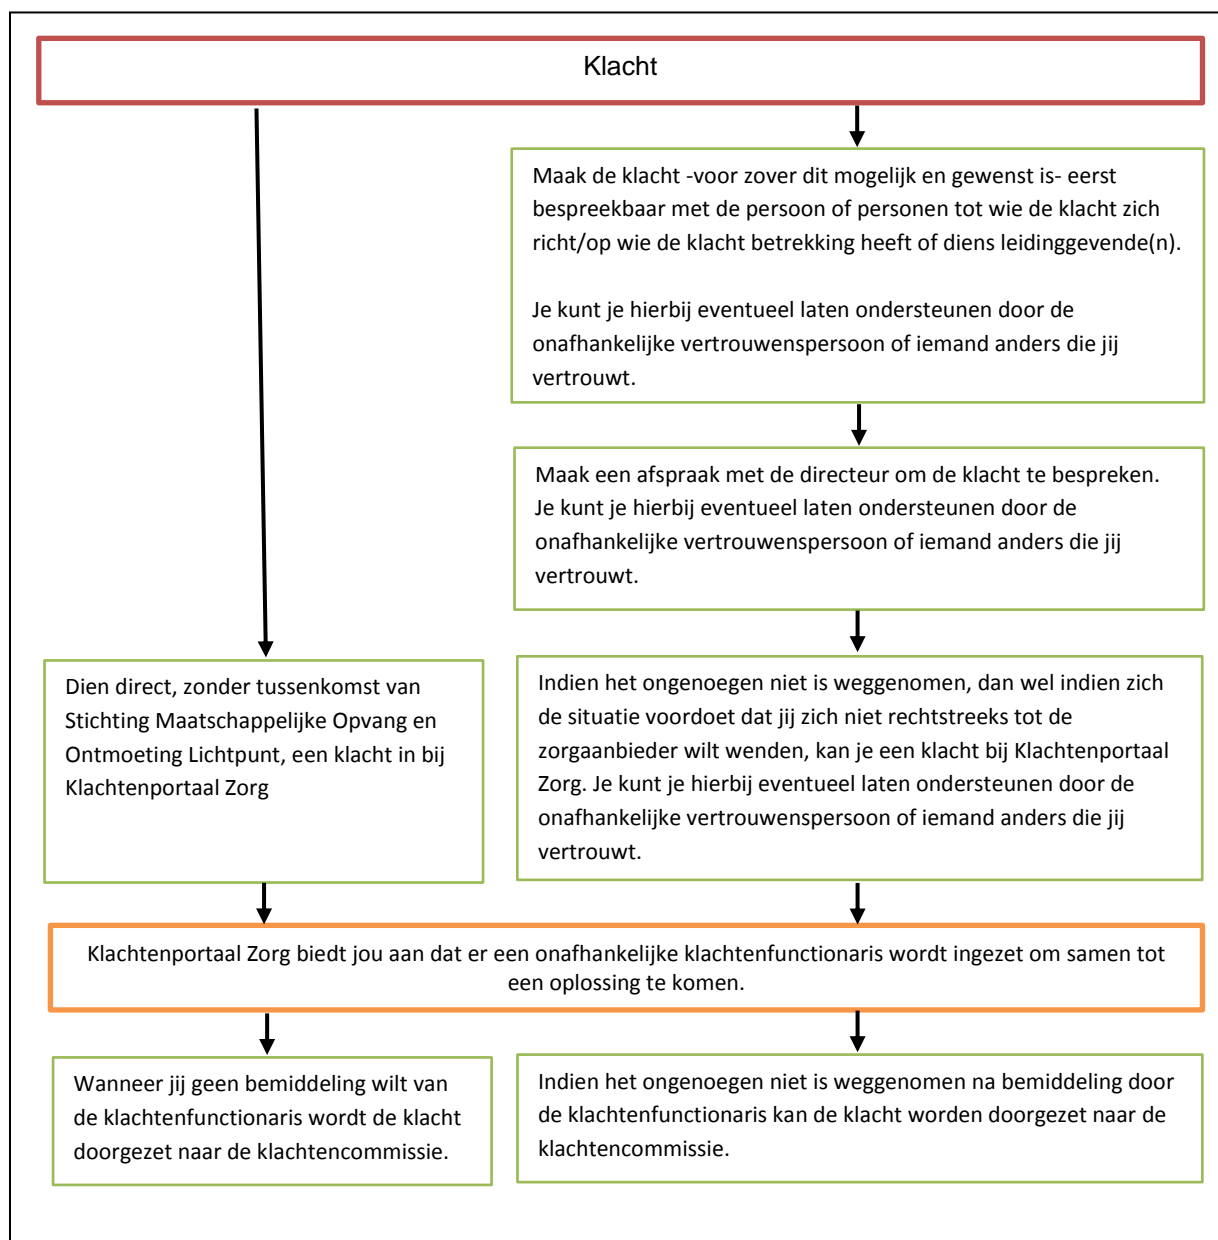 Klacht
Maak de klacht -voor zover dit mogelijk en gewenst is- eerst
bespreekbaar met de persoon of personen tot wie de klacht zich
richt/op wie de klacht betrekking heeft of diens leidinggevende(n).
Je kunt je hierbij eventueel laten ondersteunen door de
onafhankelijke vertrouwenspersoon of iemand anders die jij
vertrouwt.
Maak een afspraak met de directeur om de klacht te bespreken.
Je kunt je hierbij eventueel laten ondersteunen door de
onafhankelijke vertrouwenspersoon of iemand anders die jij
vertrouwt.
Dien direct, zonder tussenkomst van
Stichting Maatschappelijke Opvang en
Ontmoeting Lichtpunt, een klacht in bij
Klachtenportaal Zorg
Indien het ongenoegen niet is weggenomen, dan wel indien zich
de situatie voordoet dat jij zich niet rechtstreeks tot de
zorgaanbieder wilt wenden, kan je een klacht bij Klachtenportaal
Zorg. Je kunt je hierbij eventueel laten ondersteunen door de
onafhankelijke vertrouwenspersoon of iemand anders die jij
vertrouwt.
Klachtenportaal Zorg biedt jou aan dat er een onafhankelijke klachtenfunctionaris wordt ingezet om samen tot
een oplossing te komen.
Wanneer jij geen bemiddeling wilt van
de klachtenfunctionaris wordt de klacht
doorgezet naar de klachtencommissie.
Indien het ongenoegen niet is weggenomen na bemiddeling door
de klachtenfunctionaris kan de klacht worden doorgezet naar de
klachtencommissie.